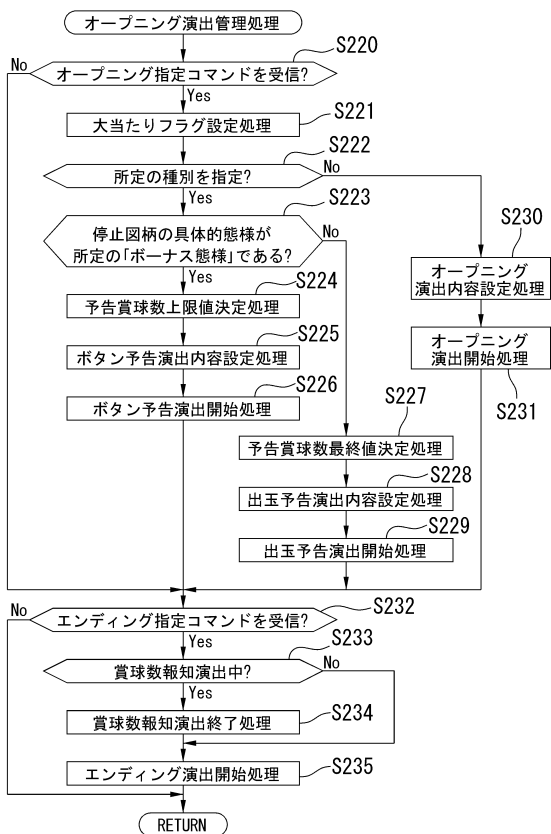 オープニング演出管理処理
S220
No
オープニング指定コマンドを受信?
Yes
S221
大当たりフラグ設定処理
S222
所定の種別を指定?
No
Yes
S223
停止図柄の具体的態様が
所定の「ボーナス態様」である?
No
Yes
S224
予告賞球数上限値決定処理
S225
ボタン予告演出内容設定処理
S226
ボタン予告演出開始処理
S230
オープニング
演出内容設定処理
オープニング
演出開始処理
S231
S227
予告賞球数最終値決定処理
S228
出玉予告演出内容設定処理
S229
出玉予告演出開始処理
S232
No
エンディング指定コマンドを受信?
Yes
S233
賞球数報知演出中?
No
Yes
S234
賞球数報知演出終了処理
S235
エンディング演出開始処理
RETURN